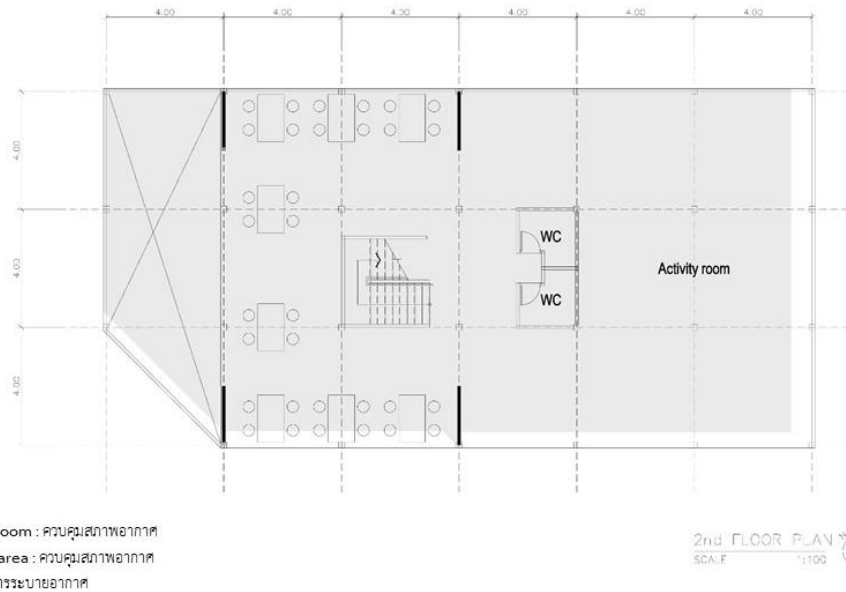 4.00 4.00 4.00 4.00 4.00 4.00
4.00
4.00
4.00
WC
WC
Activity room
oom : ควบคุมสภาพอากาศ
area : ควบคุมสภาพอากาศ
ารระบายอากาศ
2nd FLOOR PLAN
SCALE 1:100